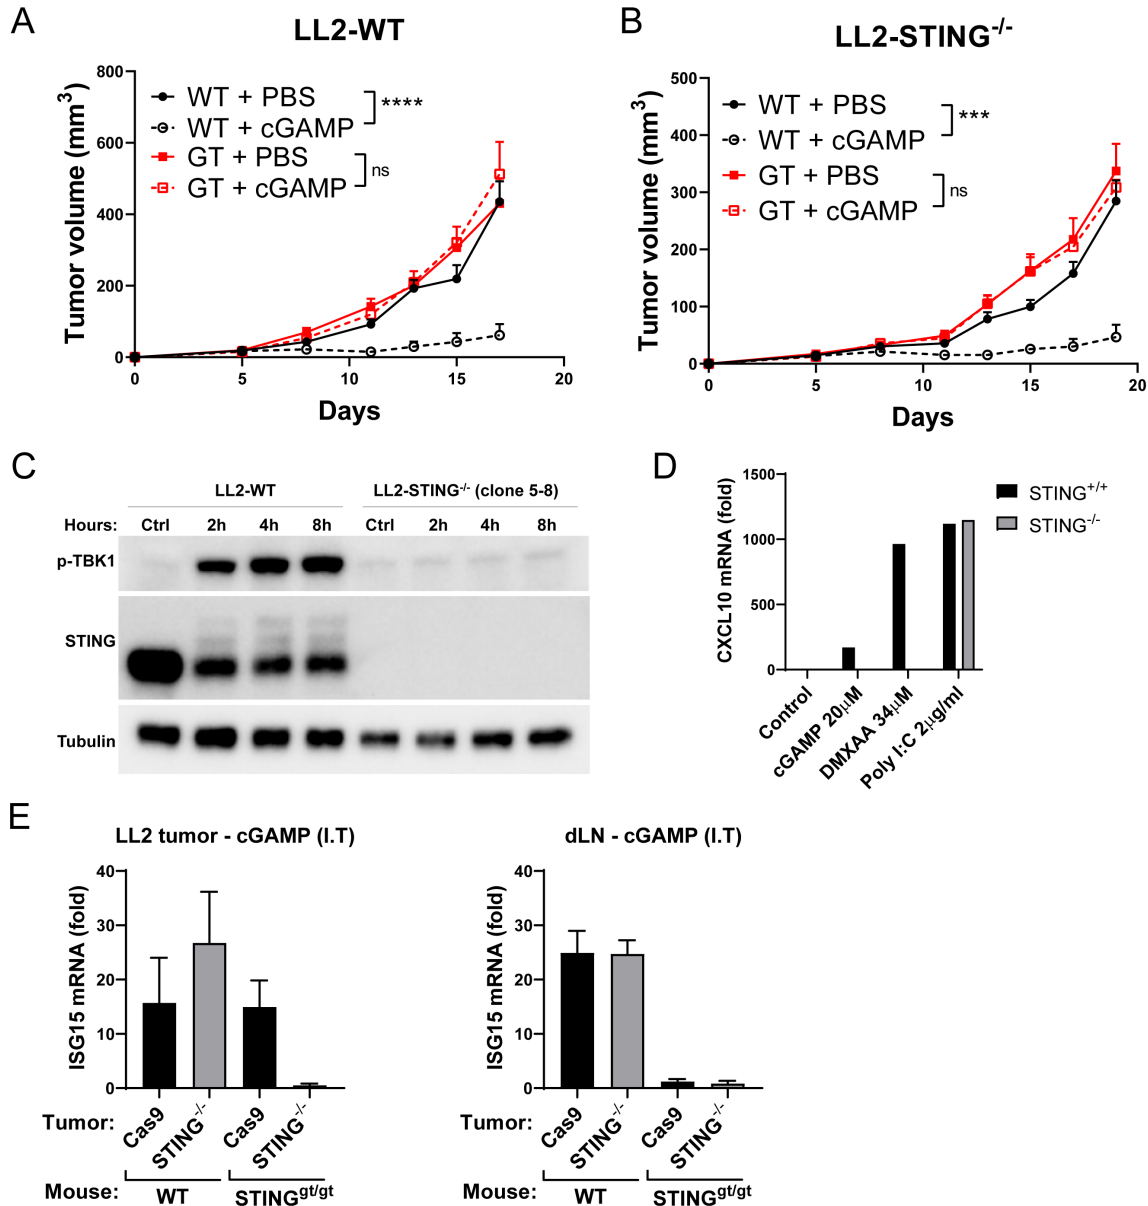 A
LL2-WT
Tumor volume (mm³)
800
600
400
200
0
WT + PBS
WT + cGAMP
****
GT + PBS
GT + cGAMP
ns
0 5 10 15 20
Days
B
LL2-STING⁻/⁻
Tumor volume (mm³)
500
400
300
200
100
0
WT + PBS
WT + cGAMP
***
GT + PBS
GT + cGAMP
ns
0 5 10 15 20
Days
C
LL2-WT LL2-STING⁻/⁻ (clone 5-8)
Hours: Ctrl 2h 4h 8h Ctrl 2h 4h 8h
p-TBK1
STING
Tubulin
D
CXCL10 mRNA (fold)
1500
1000
500
0
STING⁺/⁺
STING⁻/⁻
Control
cGAMP 20μM
DMXAA 34μM
Poly I:C 2μg/ml
E
LL2 tumor - cGAMP (I.T)
ISG15 mRNA (fold)
40
30
20
10
0
Tumor: Cas9 STING⁻/⁻ Cas9 STING⁻/⁻
Mouse: WT STINGᵍᵗ/ᵍᵗ
dLN - cGAMP (I.T)
ISG15 mRNA (fold)
40
30
20
10
0
Tumor: Cas9 STING⁻/⁻ Cas9 STING⁻/⁻
Mouse: WT STINGᵍᵗ/ᵍᵗ